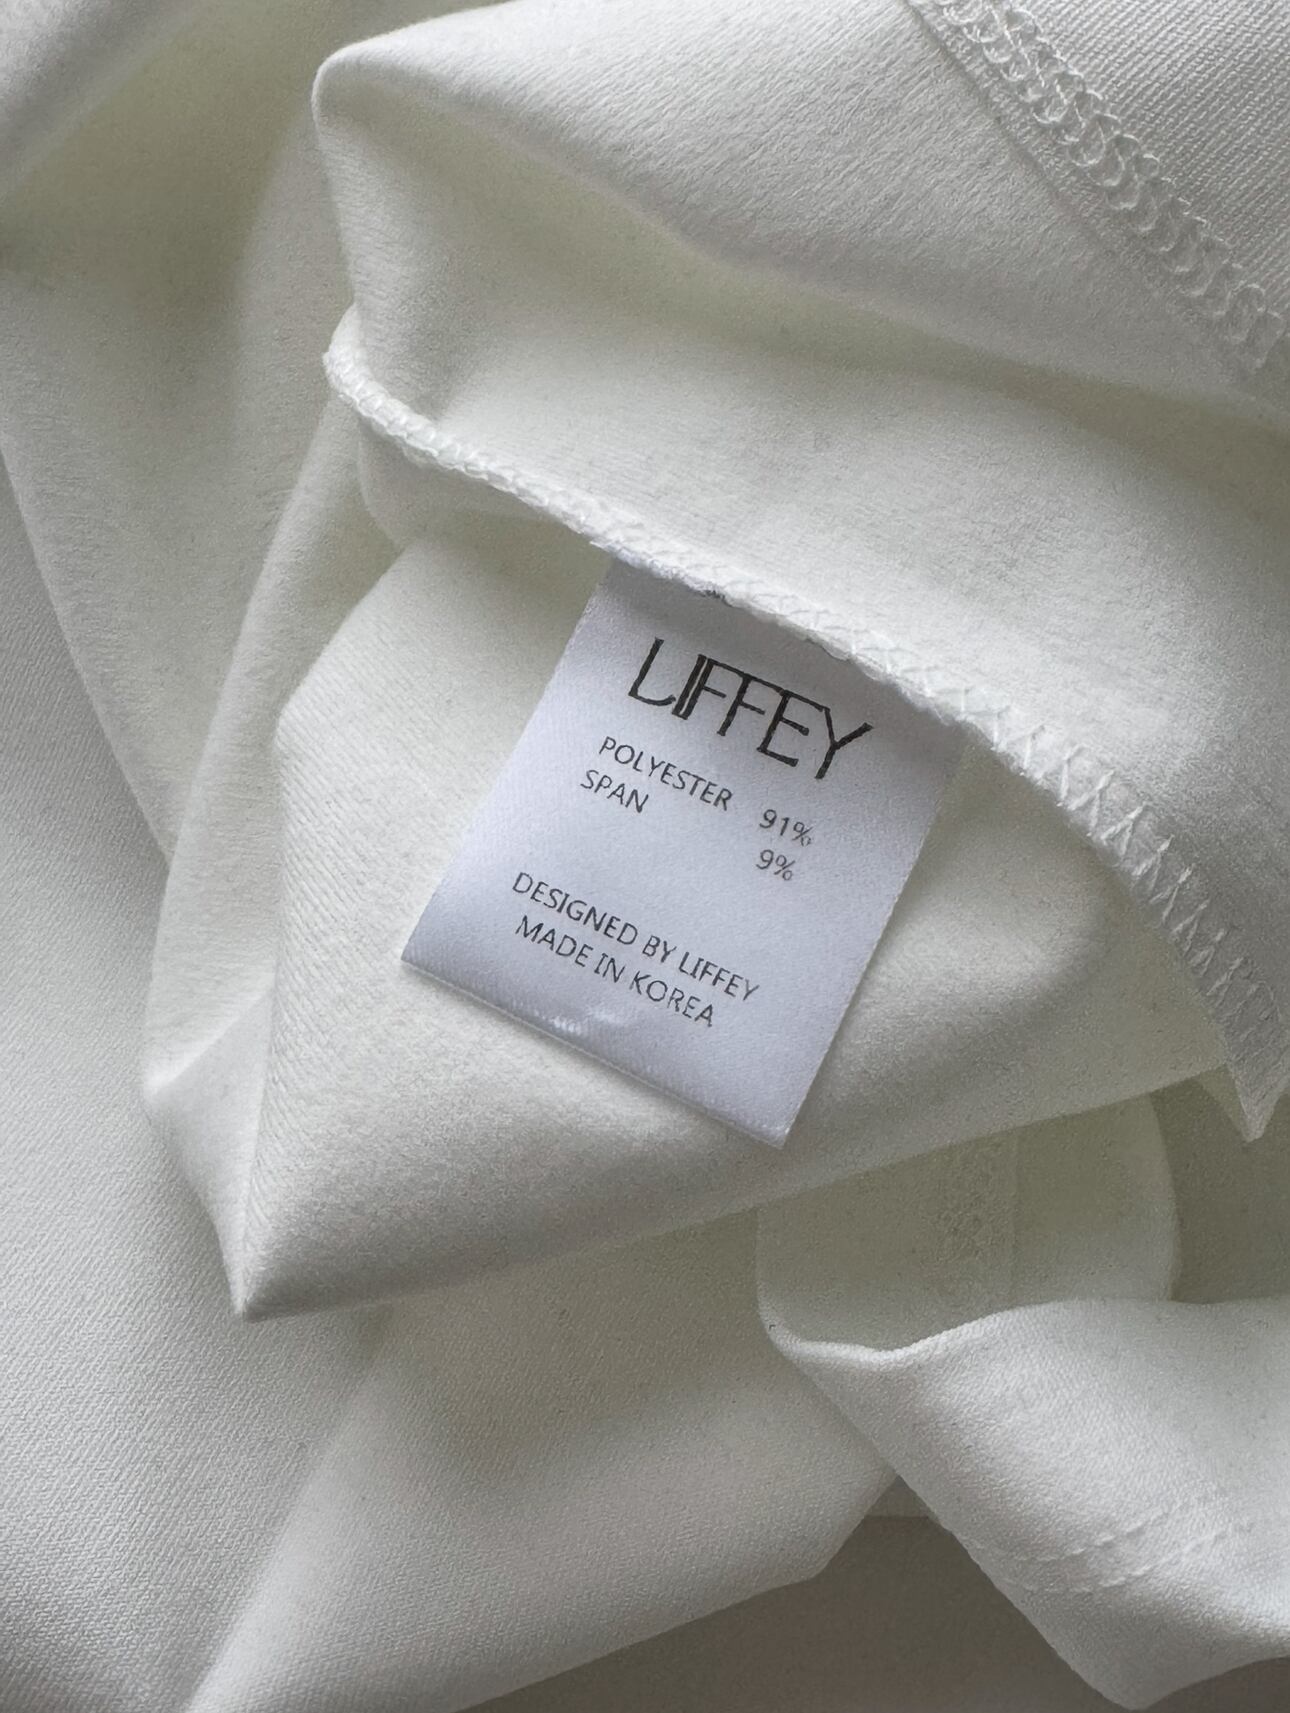 LIFFEY
POLYESTER 91%
SPAN 9%
DESIGNED BY LIFFEY
MADE IN KOREA